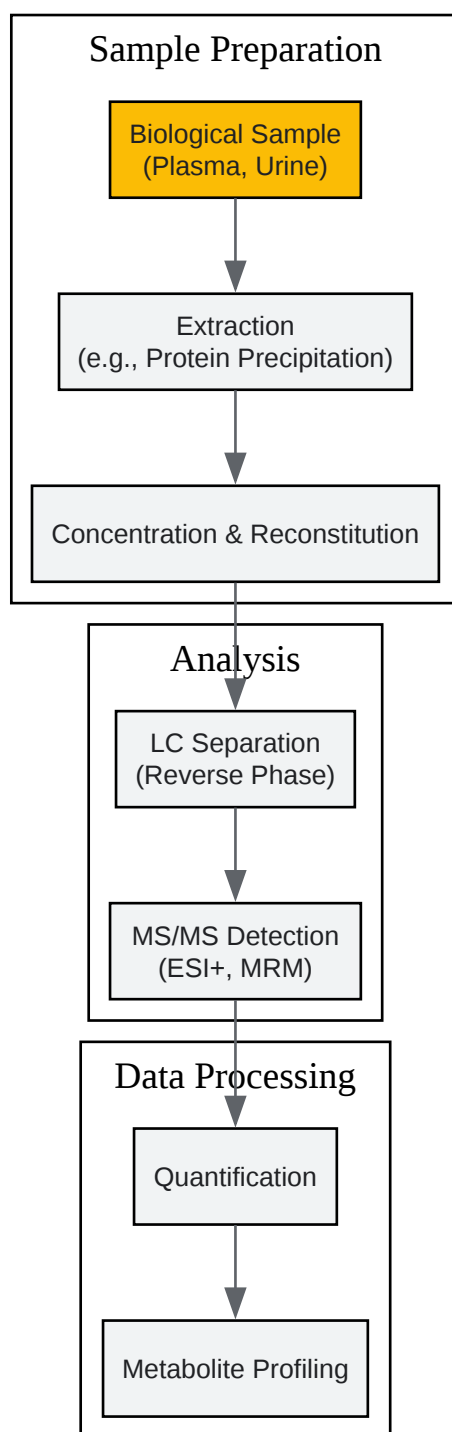 Sample Preparation
Biological Sample
(Plasma, Urine)
Extraction
(e.g., Protein Precipitation)
Concentration & Reconstitution
Analysis
LC Separation
(Reverse Phase)
MS/MS Detection
(ESI+, MRM)
Data Processing
Quantification
Metabolite Profiling